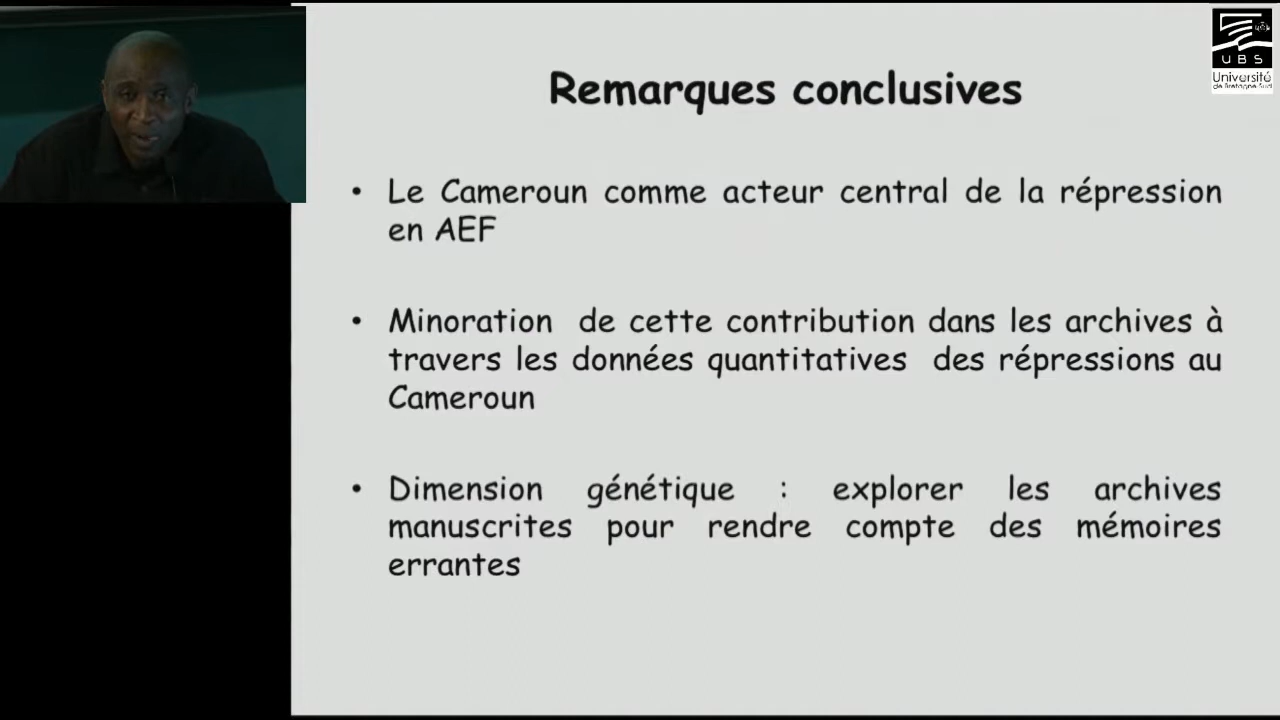 Remarques conclusives
UBS
Université
de Bretagne-Sud
• Le Cameroun comme acteur central de la répression
en AEF
• Minoration de cette contribution dans les archives à
travers les données quantitatives des répressions au
Cameroun
• Dimension génétique : explorer les archives
manuscrites pour rendre compte des mémoires
errantes